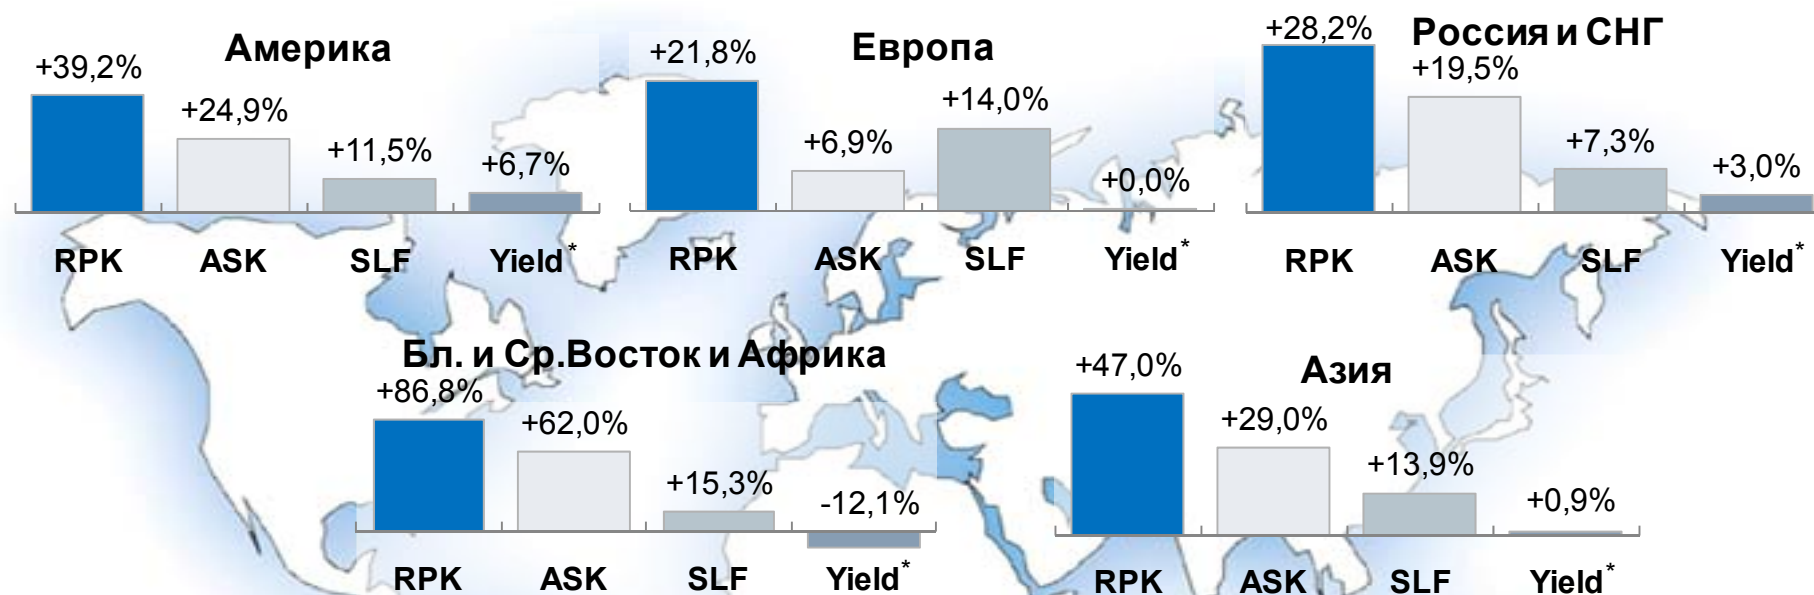 Америка
+39,2%
+24,9%
+11,5%
+6,7%
RPK ASK SLF Yield*
Европа
+21,8%
+6,9%
+14,0%
+0,0%
RPK ASK SLF Yield*
Россия и СНГ
+28,2%
+19,5%
+7,3%
+3,0%
RPK ASK SLF Yield*
Бл. и Ср.Восток и Африка
+86,8%
+62,0%
+15,3%
-12,1%
RPK ASK SLF Yield*
Азия
+47,0%
+29,0%
+13,9%
+0,9%
RPK ASK SLF Yield*